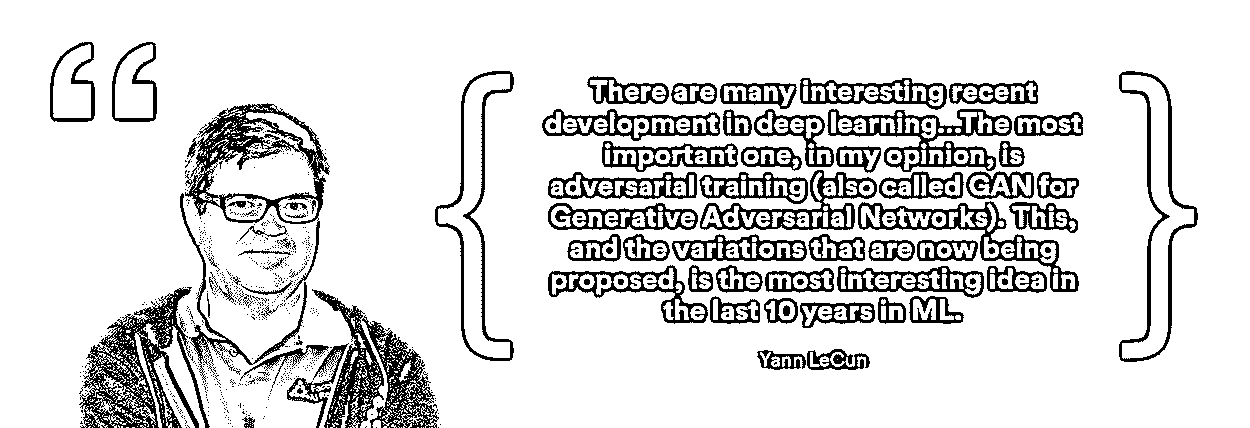 There are many interesting recent
development in deep learning...The most
important one, in my opinion, is
adversarial training (also called GAN for
Generative Adversarial Networks). This,
and the variations that are now being
proposed, is the most interesting idea in
the last 10 years in ML.
Yann LeCun